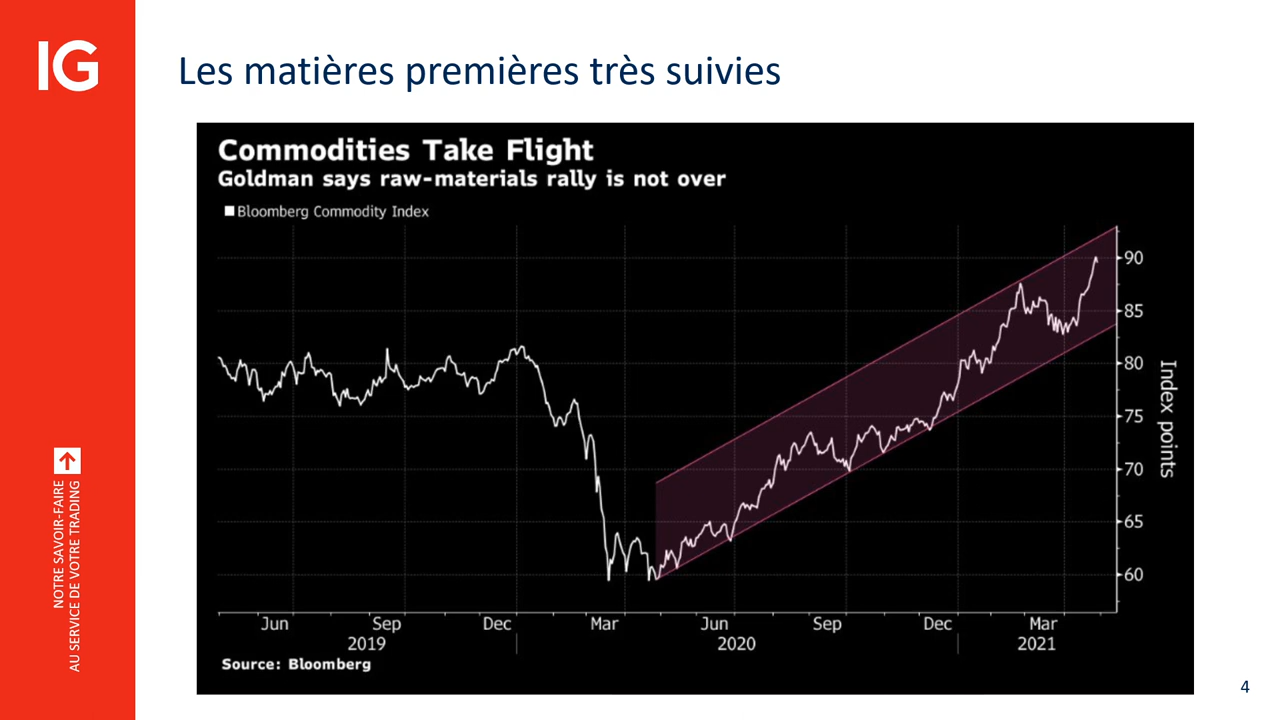 IG
Les matières premières très suivies
Commodities Take Flight
Goldman says raw-materials rally is not over
Bloomberg Commodity Index
90
85
80
75
70
65
60
Index points
Jun Sep Dec Mar Jun Sep Dec Mar
2019 2020 2021
Source: Bloomberg
NOTRE SAVOIR-FAIRE
AU SERVICE DE VOTRE TRADING
4